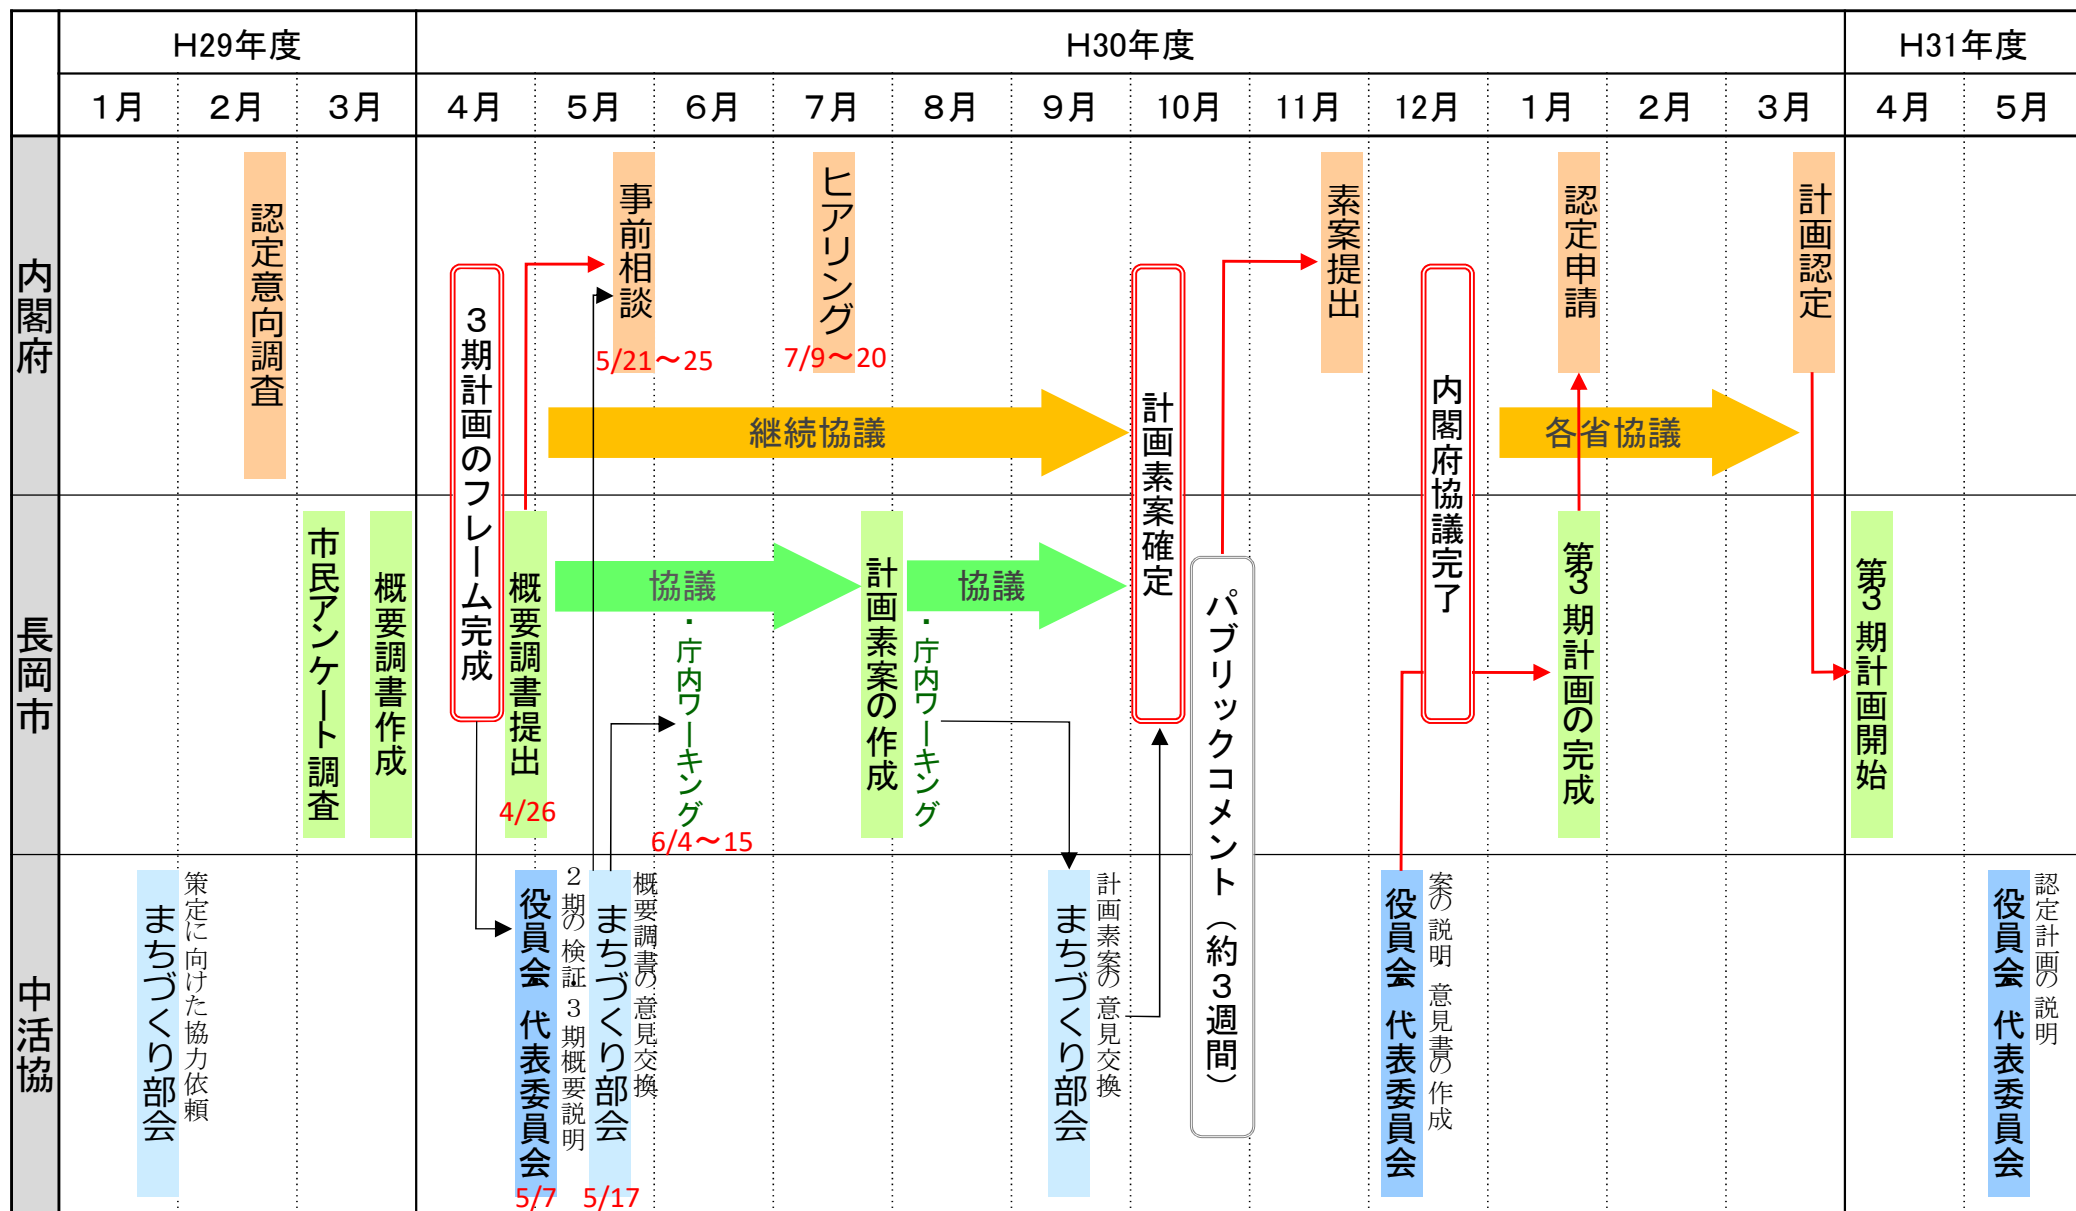 H29年度
H30年度
H31年度
1月
2月
3月
4月
5月
6月
7月
8月
9月
10月
11月
12月
1月
2月
3月
4月
5月
内閣府
認定意向調査
3期計画のフレーム完成
事前相談
5/21～25
ヒアリング
7/9～20
継続協議
計画素案確定
素案提出
内閣府協議完了
認定申請
各省協議
計画認定
長岡市
市民アンケート調査
概要調書作成
概要調書提出
4/26
協議
・庁内ワーキング
6/4～15
計画素案の作成
協議
・庁内ワーキング
パブリックコメント（約3週間）
第3期計画の完成
第3期計画開始
中活協
まちづくり部会
策定に向けた協力依頼
役員会・代表委員会
5/7
2期の検証・3期概要説明
まちづくり部会
5/17
概要調書の意見交換
まちづくり部会
計画素案の意見交換
役員会・代表委員会
案の説明・意見書の作成
役員会・代表委員会
認定計画の説明